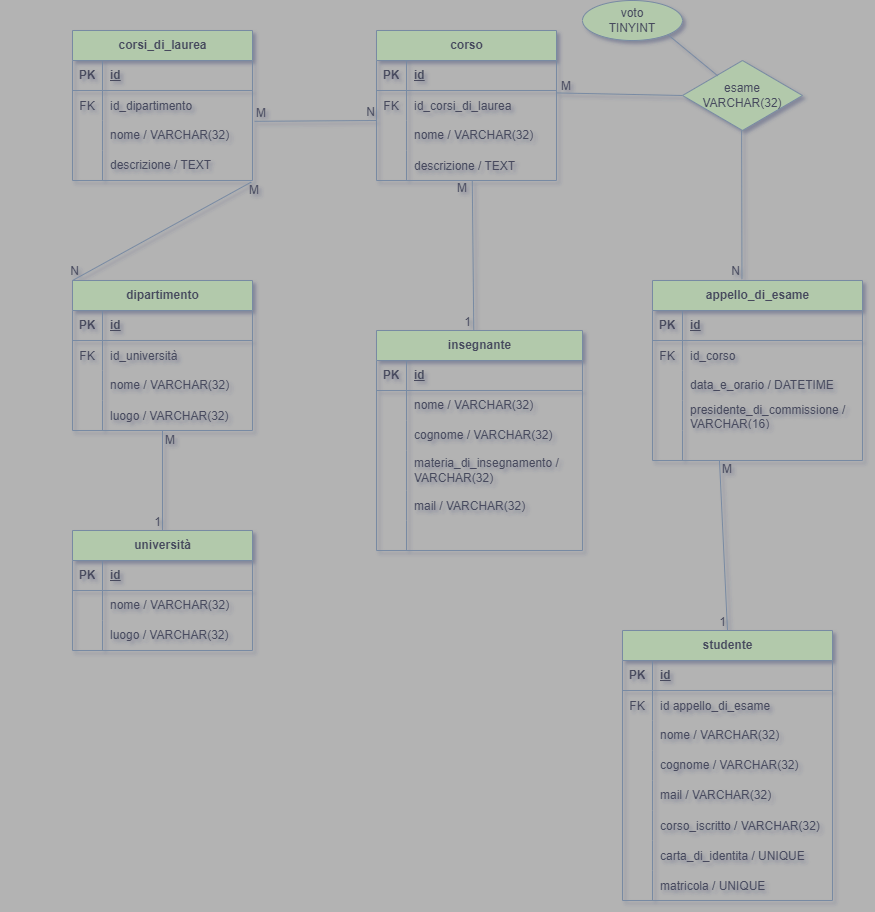 voto
TINYINT
esame
VARCHAR(32)
corsi_di_laurea
PK id
FK id_dipartimento
nome / VARCHAR(32)
descrizione / TEXT
M
N
M
corso
PK id
FK id_corsi_di_laurea
nome / VARCHAR(32)
descrizione / TEXT
M
M
N
dipartimento
PK id
FK id_università
nome / VARCHAR(32)
luogo / VARCHAR(32)
M
1
università
PK id
nome / VARCHAR(32)
luogo / VARCHAR(32)
1
insegnante
PK id
nome / VARCHAR(32)
cognome / VARCHAR(32)
materia_di_insegnamento /
VARCHAR(32)
mail / VARCHAR(32)
N
appello_di_esame
PK id
FK id_corso
data_e_orario / DATETIME
presidente_di_commissione /
VARCHAR(16)
M
1
studente
PK id
FK id appello_di_esame
nome / VARCHAR(32)
cognome / VARCHAR(32)
mail / VARCHAR(32)
corso_iscritto / VARCHAR(32)
carta_di_identita / UNIQUE
matricola / UNIQUE